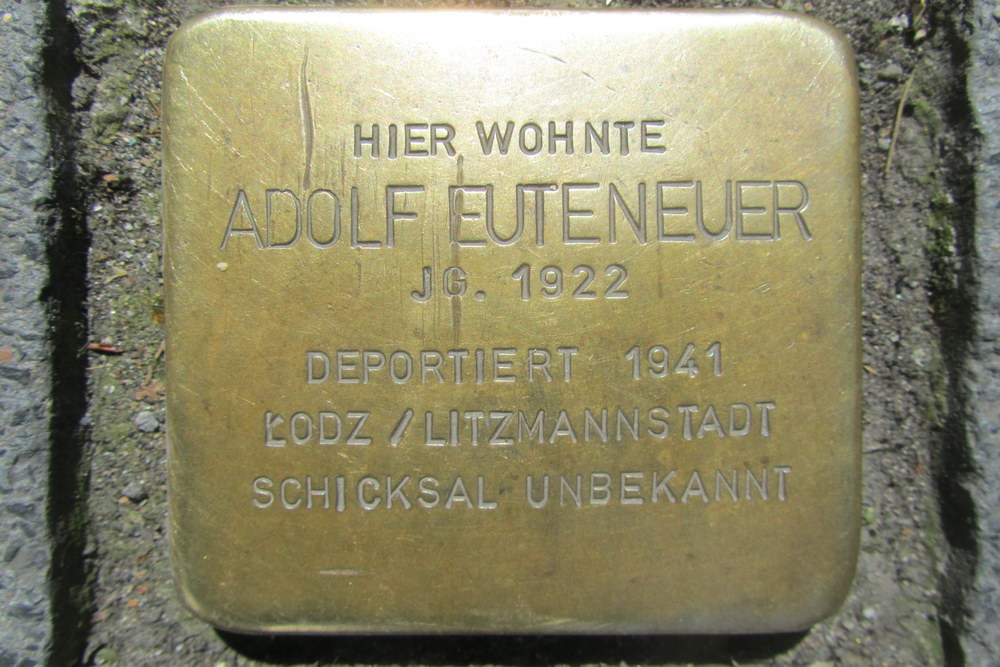 HIER WOHNTE
ADOLF EUTENEUER
JG. 1922
DEPORTIERT 1941
ŁODZ / LITZMANNSTADT
SCHICKSAL UNBEKANNT